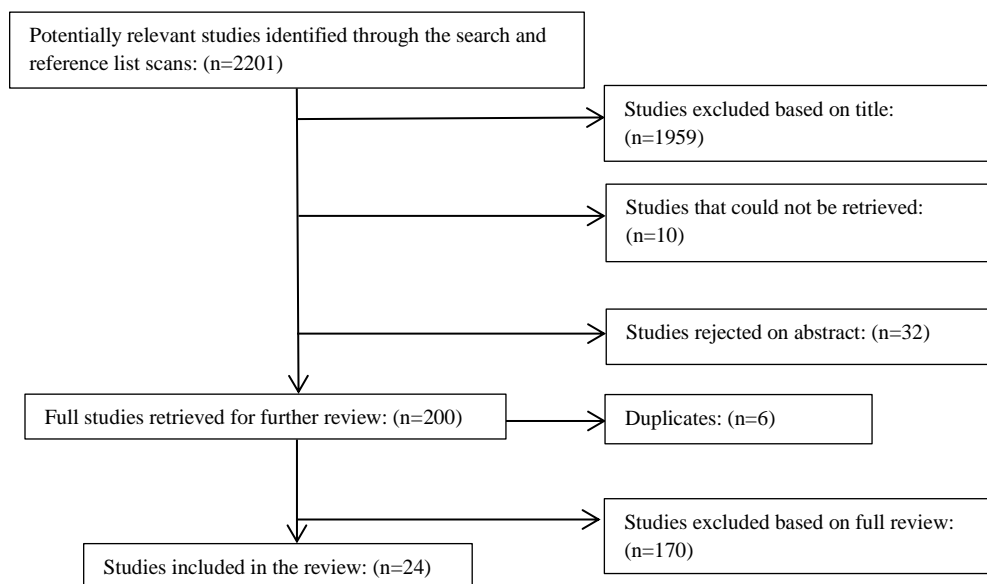 Potentially relevant studies identified through the search and
reference list scans: (n=2201)
Studies excluded based on title:
(n=1959)
Studies that could not be retrieved:
(n=10)
Studies rejected on abstract: (n=32)
Full studies retrieved for further review: (n=200)
Duplicates: (n=6)
Studies excluded based on full review:
(n=170)
Studies included in the review: (n=24)